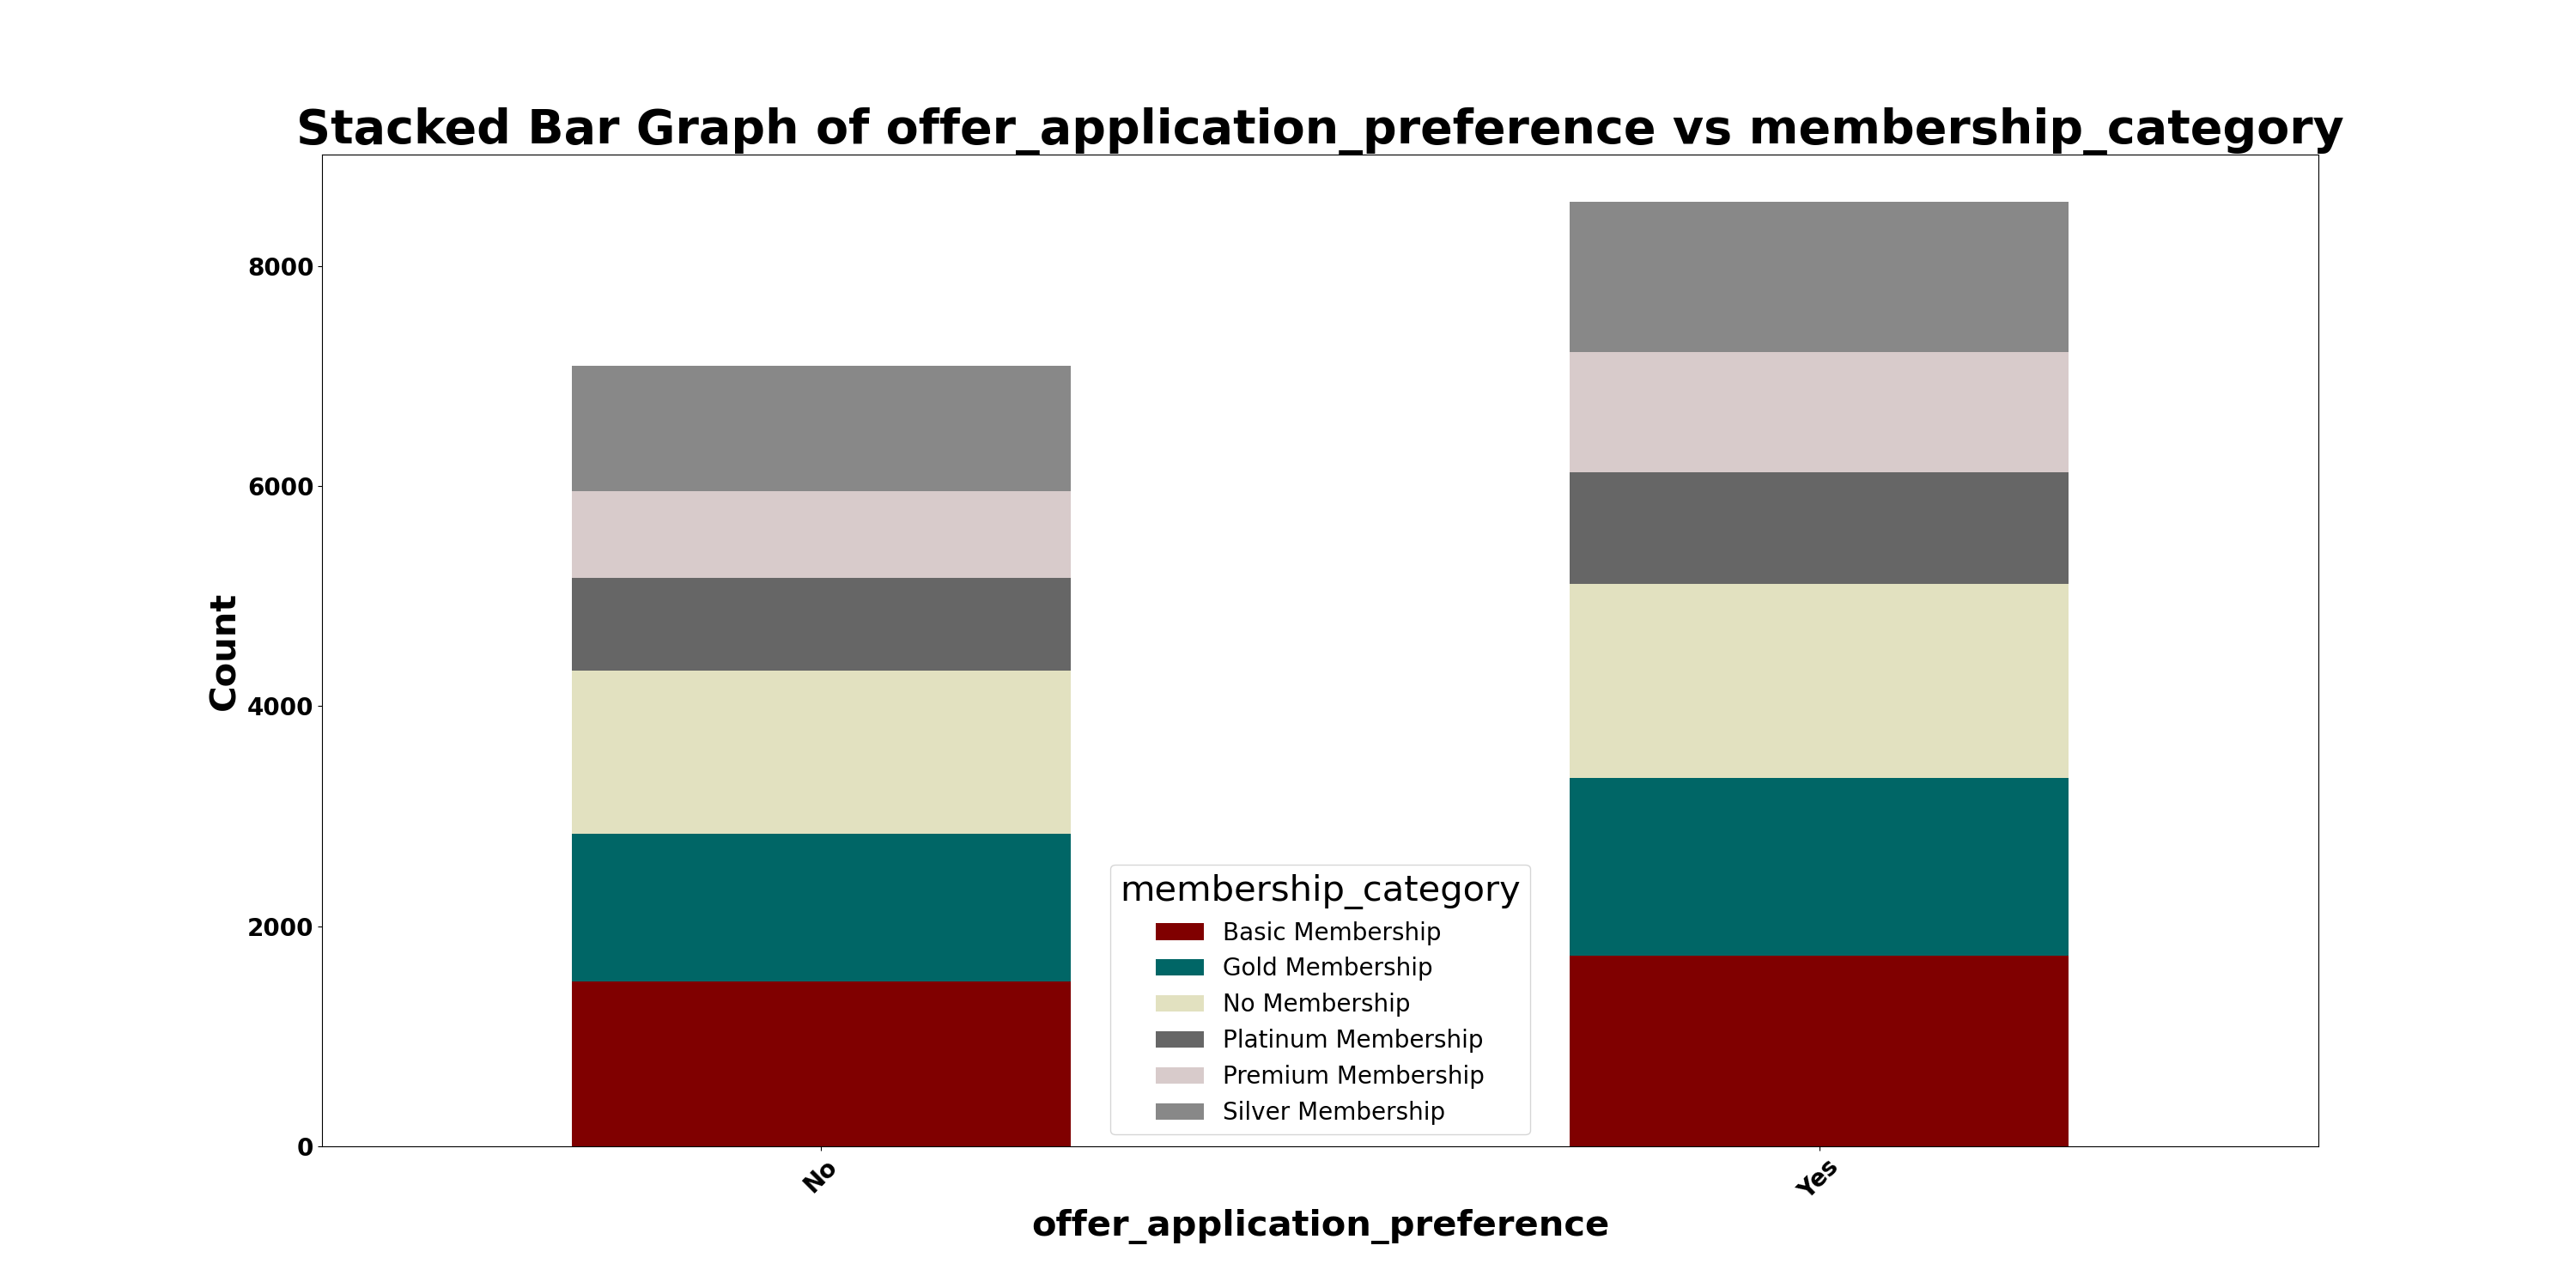 Stacked Bar Graph of offer_application_preference vs membership_category
Count
8000
6000
4000
2000
0
membership_category
Basic Membership
Gold Membership
No Membership
Platinum Membership
Premium Membership
Silver Membership
No
Yes
offer_application_preference